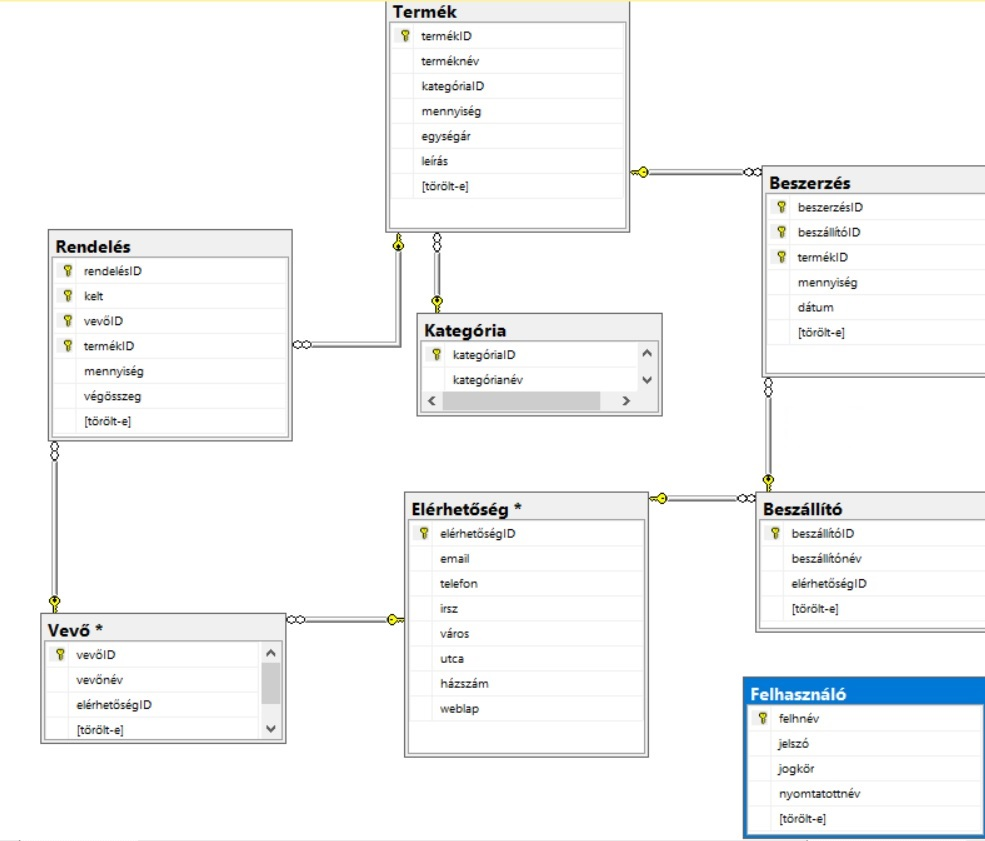 Termék
termékID
terméknév
kategóriaID
mennyiség
egységár
leírás
[törölt-e]
Beszerzés
beszerzésID
beszállítóID
termékID
mennyiség
dátum
[törölt-e]
Rendelés
rendelésID
kelt
vevőID
termékID
mennyiség
végösszeg
[törölt-e]
Kategória
kategóriaID
kategórianév
Elérhetőség *
elérhetőségID
email
telefon
irsz
város
utca
házszám
weblap
Beszállító
beszállítóID
beszállítónév
elérhetőségID
[törölt-e]
Vevő *
vevőID
vevőnév
elérhetőségID
[törölt-e]
Felhasználó
felhnév
jelszó
jogkör
nyomtatottnév
[törölt-e]